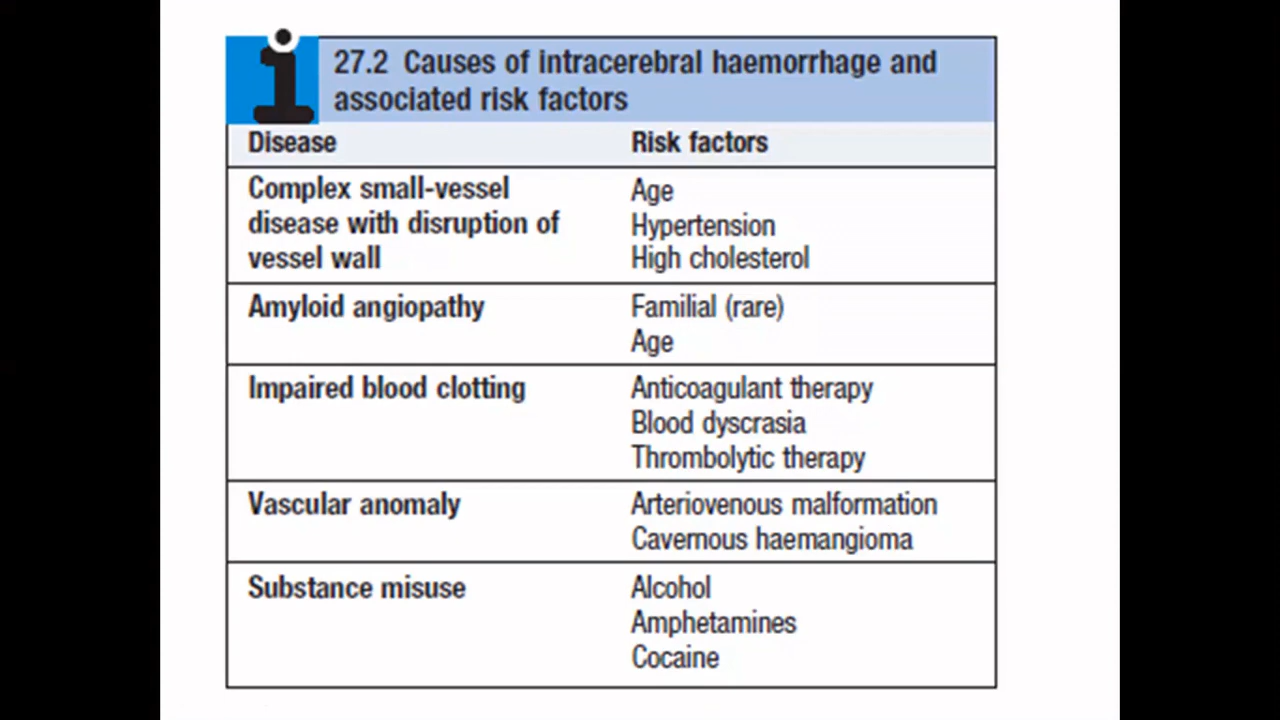 27.2 Causes of intracerebral haemorrhage and
associated risk factors
Disease
Risk factors
Complex small-vessel
disease with disruption of
vessel wall
Age
Hypertension
High cholesterol
Amyloid angiopathy
Familial (rare)
Age
Impaired blood clotting
Anticoagulant therapy
Blood dyscrasia
Thrombolytic therapy
Vascular anomaly
Arteriovenous malformation
Cavernous haemangioma
Substance misuse
Alcohol
Amphetamines
Cocaine